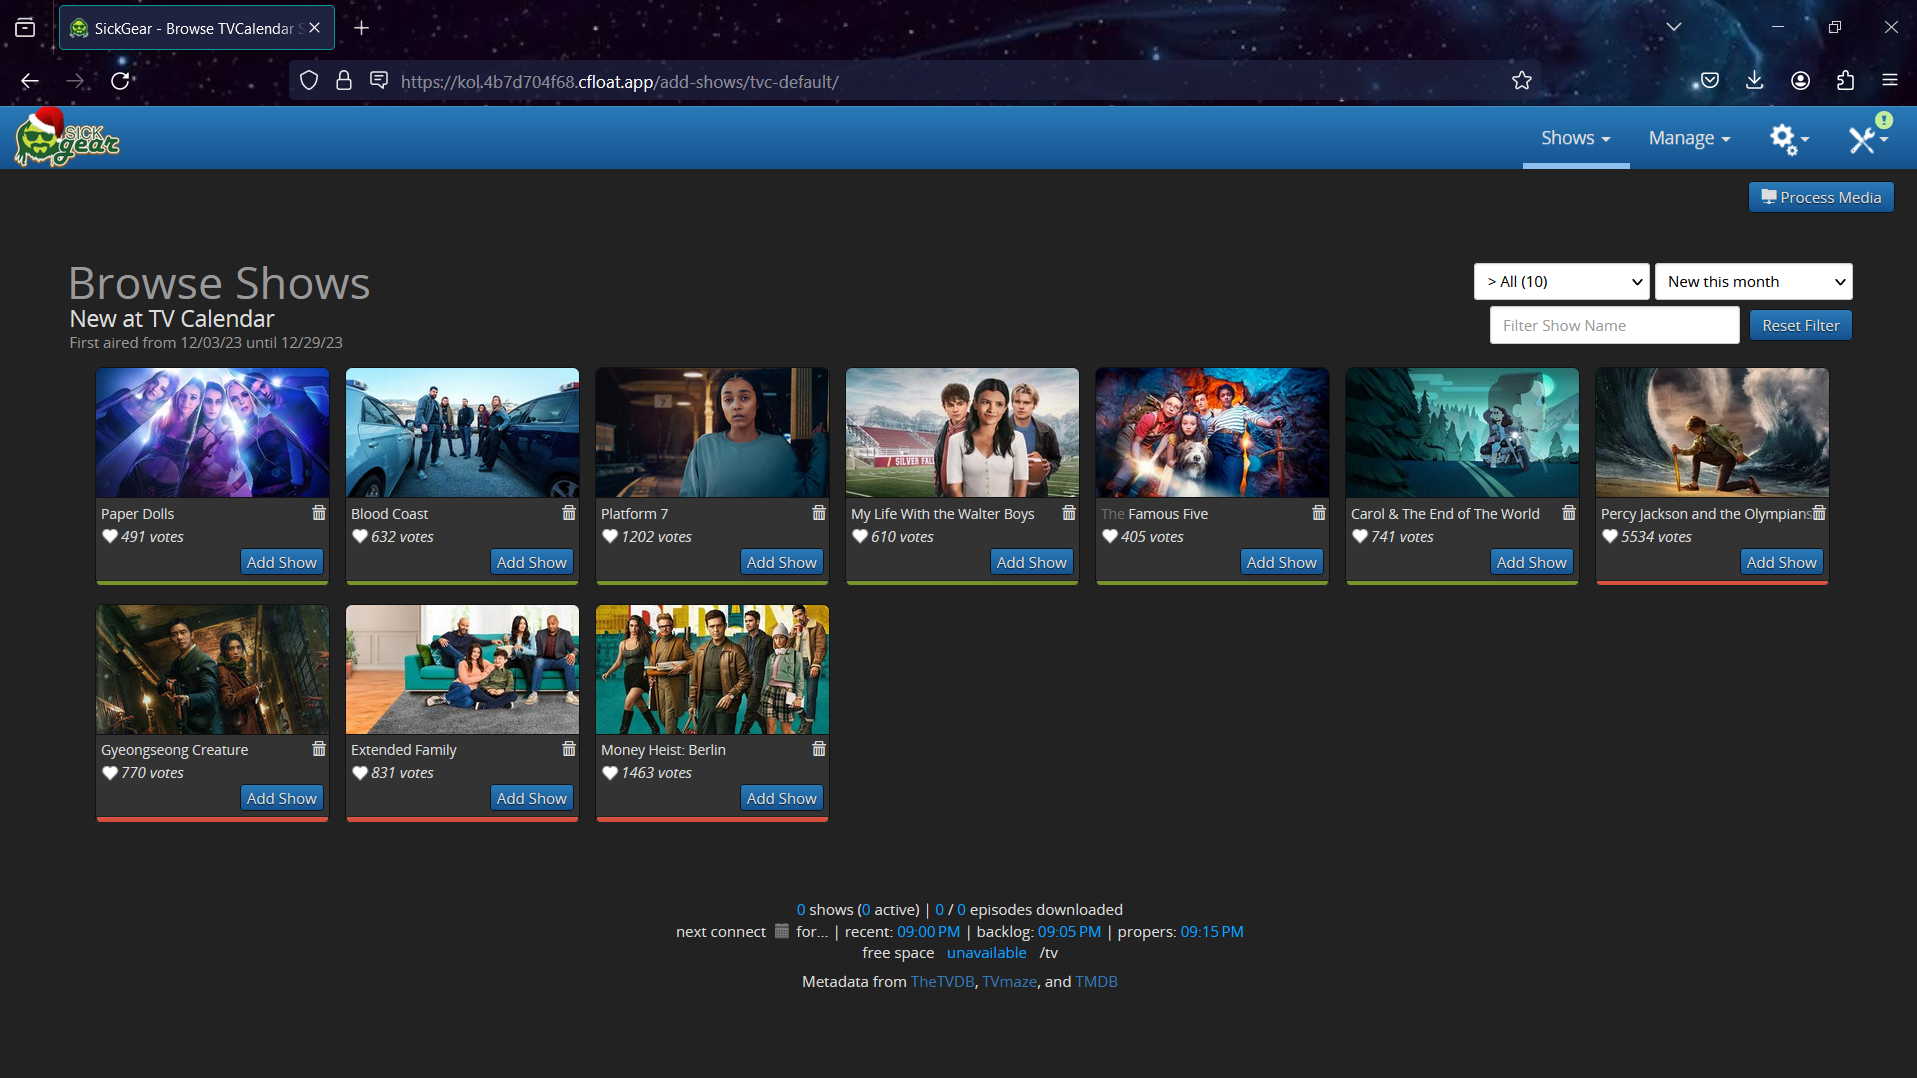 SickGear - Browse TVCalendar S
https://kol.4b7d704f68.cfloat.app/add-shows/tvc-default/
SICK
gear
Shows
Manage
!
Process Media
Browse Shows
New at TV Calendar
First aired from 12/03/23 until 12/29/23
> All (10)
New this month
Filter Show Name
Reset Filter
7
SILVER FALL
Paper Dolls
491 votes
Add Show
Blood Coast
632 votes
Add Show
Platform 7
1202 votes
Add Show
My Life With the Walter Boys
610 votes
Add Show
The Famous Five
405 votes
Add Show
Carol & The End of The World
741 votes
Add Show
Percy Jackson and the Olympians
5534 votes
Add Show
Gyeongseong Creature
770 votes
Add Show
Extended Family
831 votes
Add Show
BERLIN
Money Heist: Berlin
1463 votes
Add Show
0 shows (0 active) | 0 / 0 episodes downloaded
next connect for... | recent: 09:00 PM | backlog: 09:05 PM | propers: 09:15 PM
free space unavailable /tv
Metadata from TheTVDB, TVmaze, and TMDB